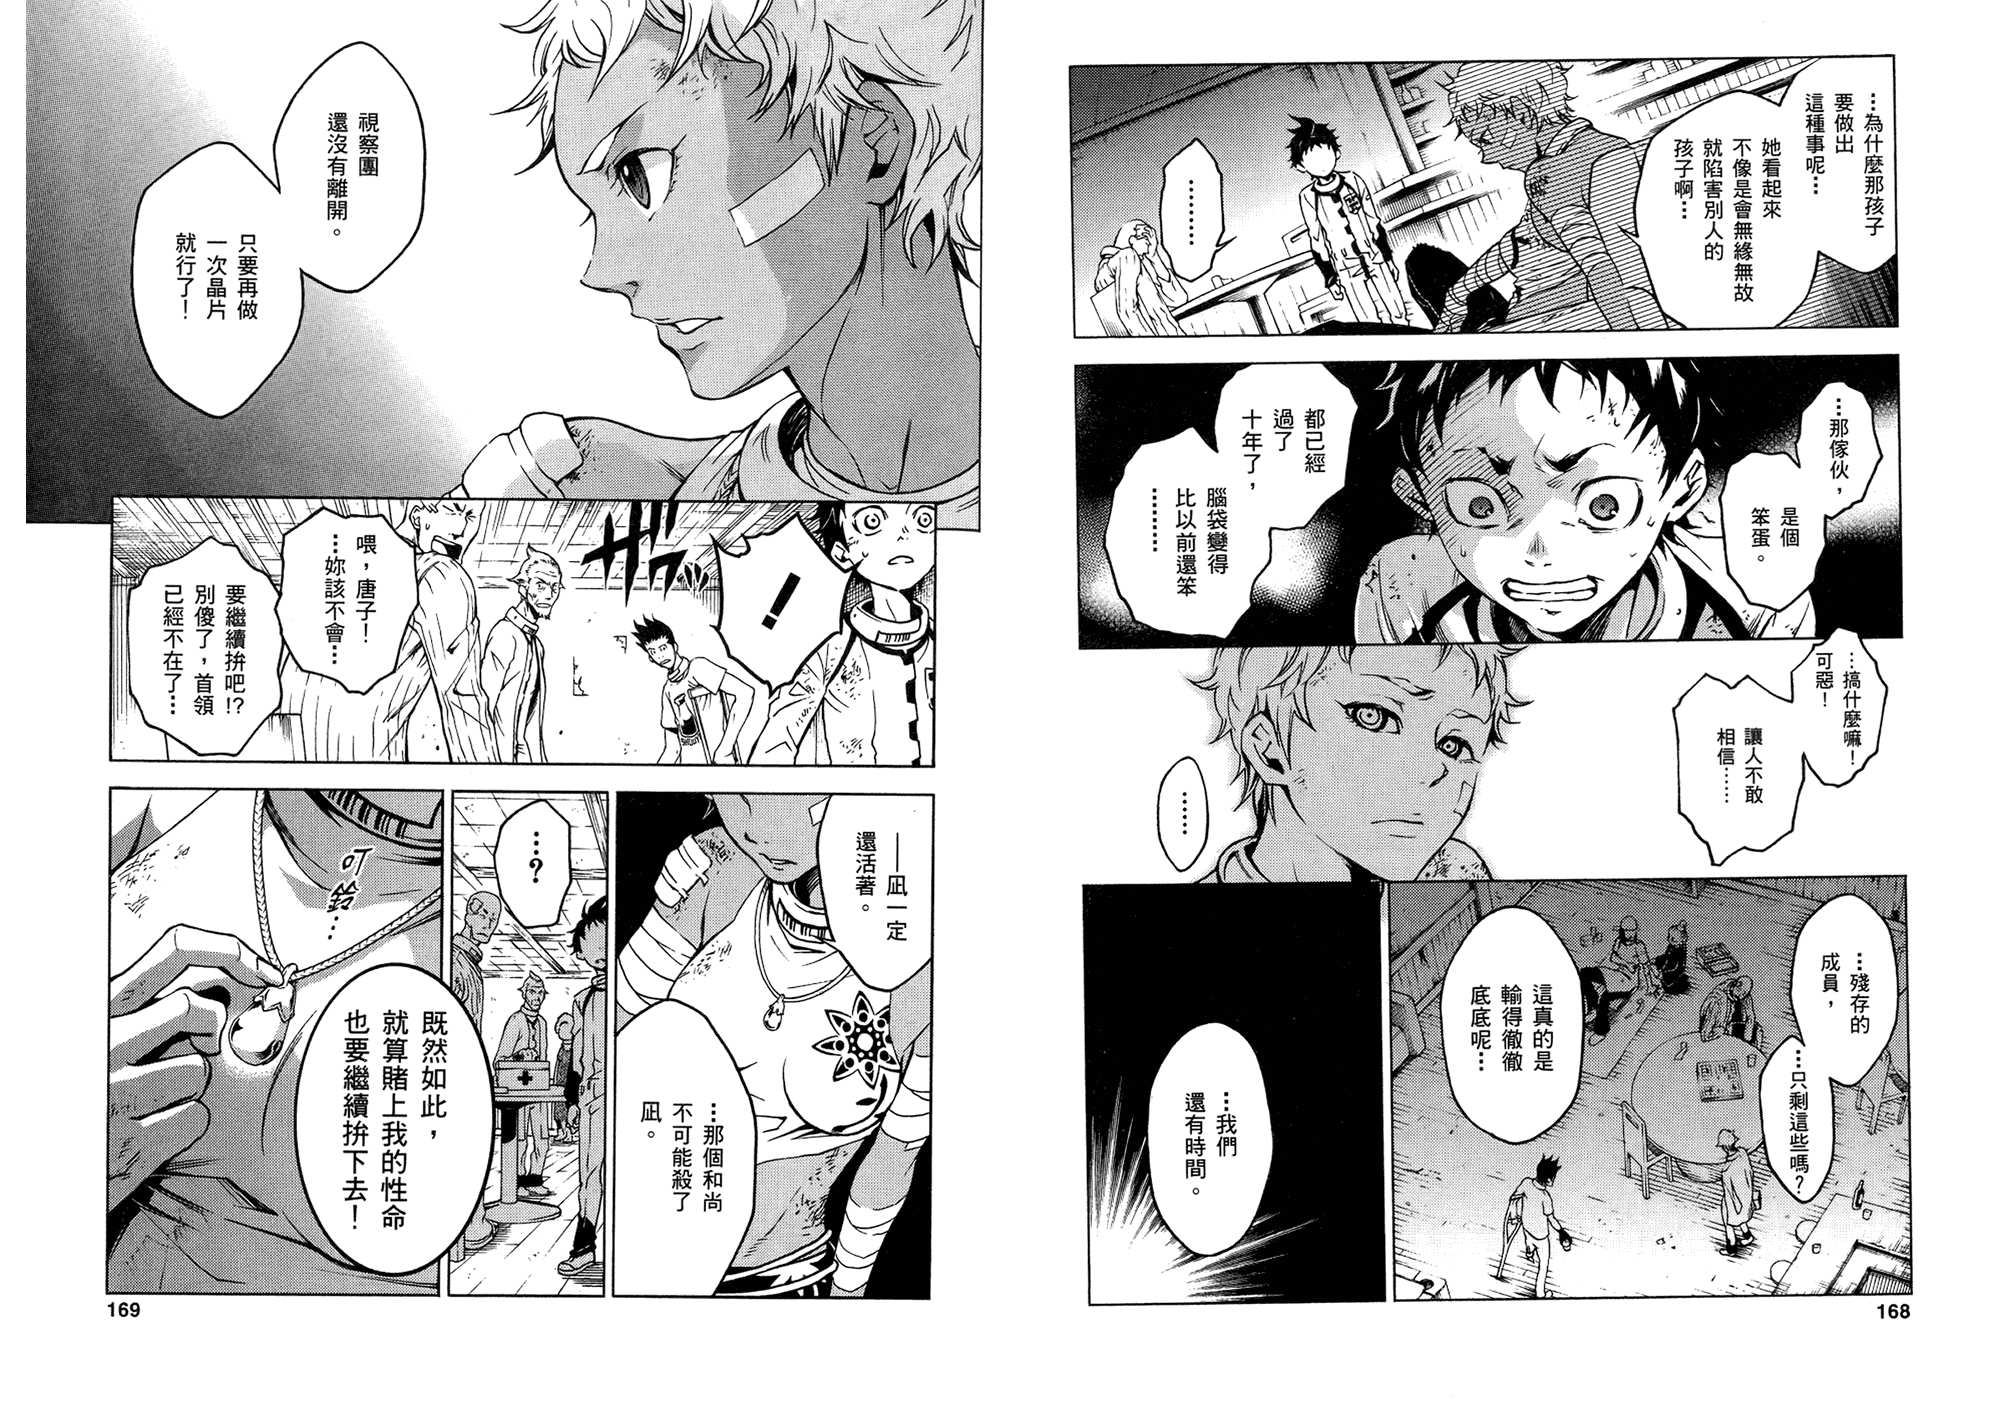 …為什麼那孩子
要做出
這種事呢…
她看起來
不像是會無緣無故
就陷害別人的
孩子啊…
………
…那傢伙，
是個
笨蛋。
都已經
過了
十年了，
腦袋變得
比以前還笨
…………
…搞什麼嘛！
可惡！
讓人不敢
相信……
……
…殘存的
成員，
…只剩這些嗎？
這真的是
輸得徹徹
底底呢…
…我們
還有時間。
168
視察團
還沒有離開。
只要再做
一次晶片
就行了！
！
ガタッ
喂，唐子！
…妳該不會…
要繼續拚吧!?
別傻了，首領
已經不在了…
——凪一定
還活著。
…那個和尚
不可能殺了
凪。
…？
叮鈴…
既然如此，
就算賭上我的性命
也要繼續拚下去！
169